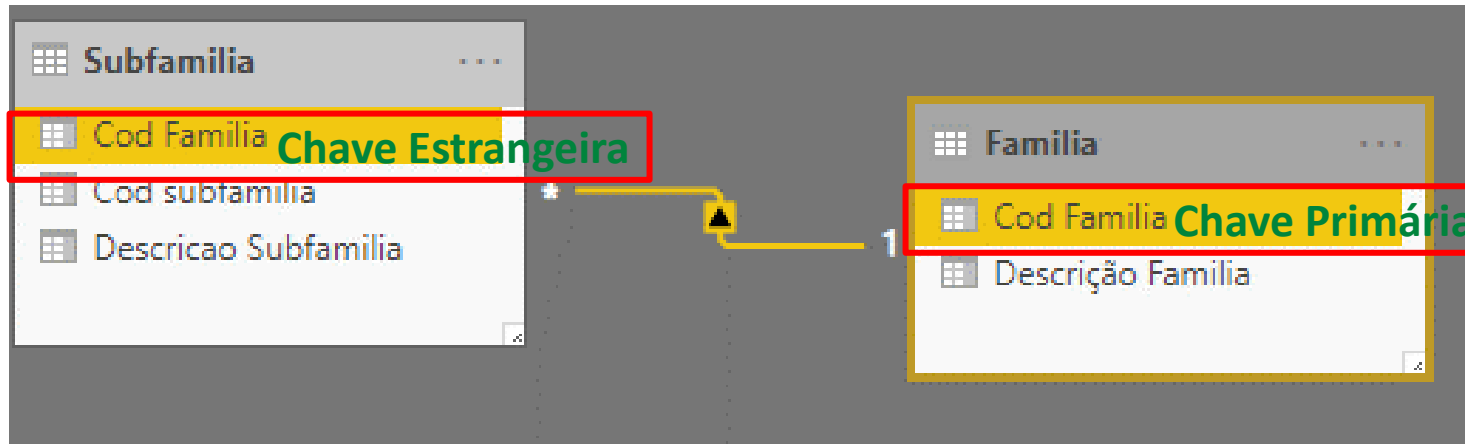 Subfamilia ...
Cod Familia Chave Estrangeira
Cod subfamilia
Descricao Subfamilia
*
1
Familia ...
Cod Familia Chave Primária
Descrição Familia